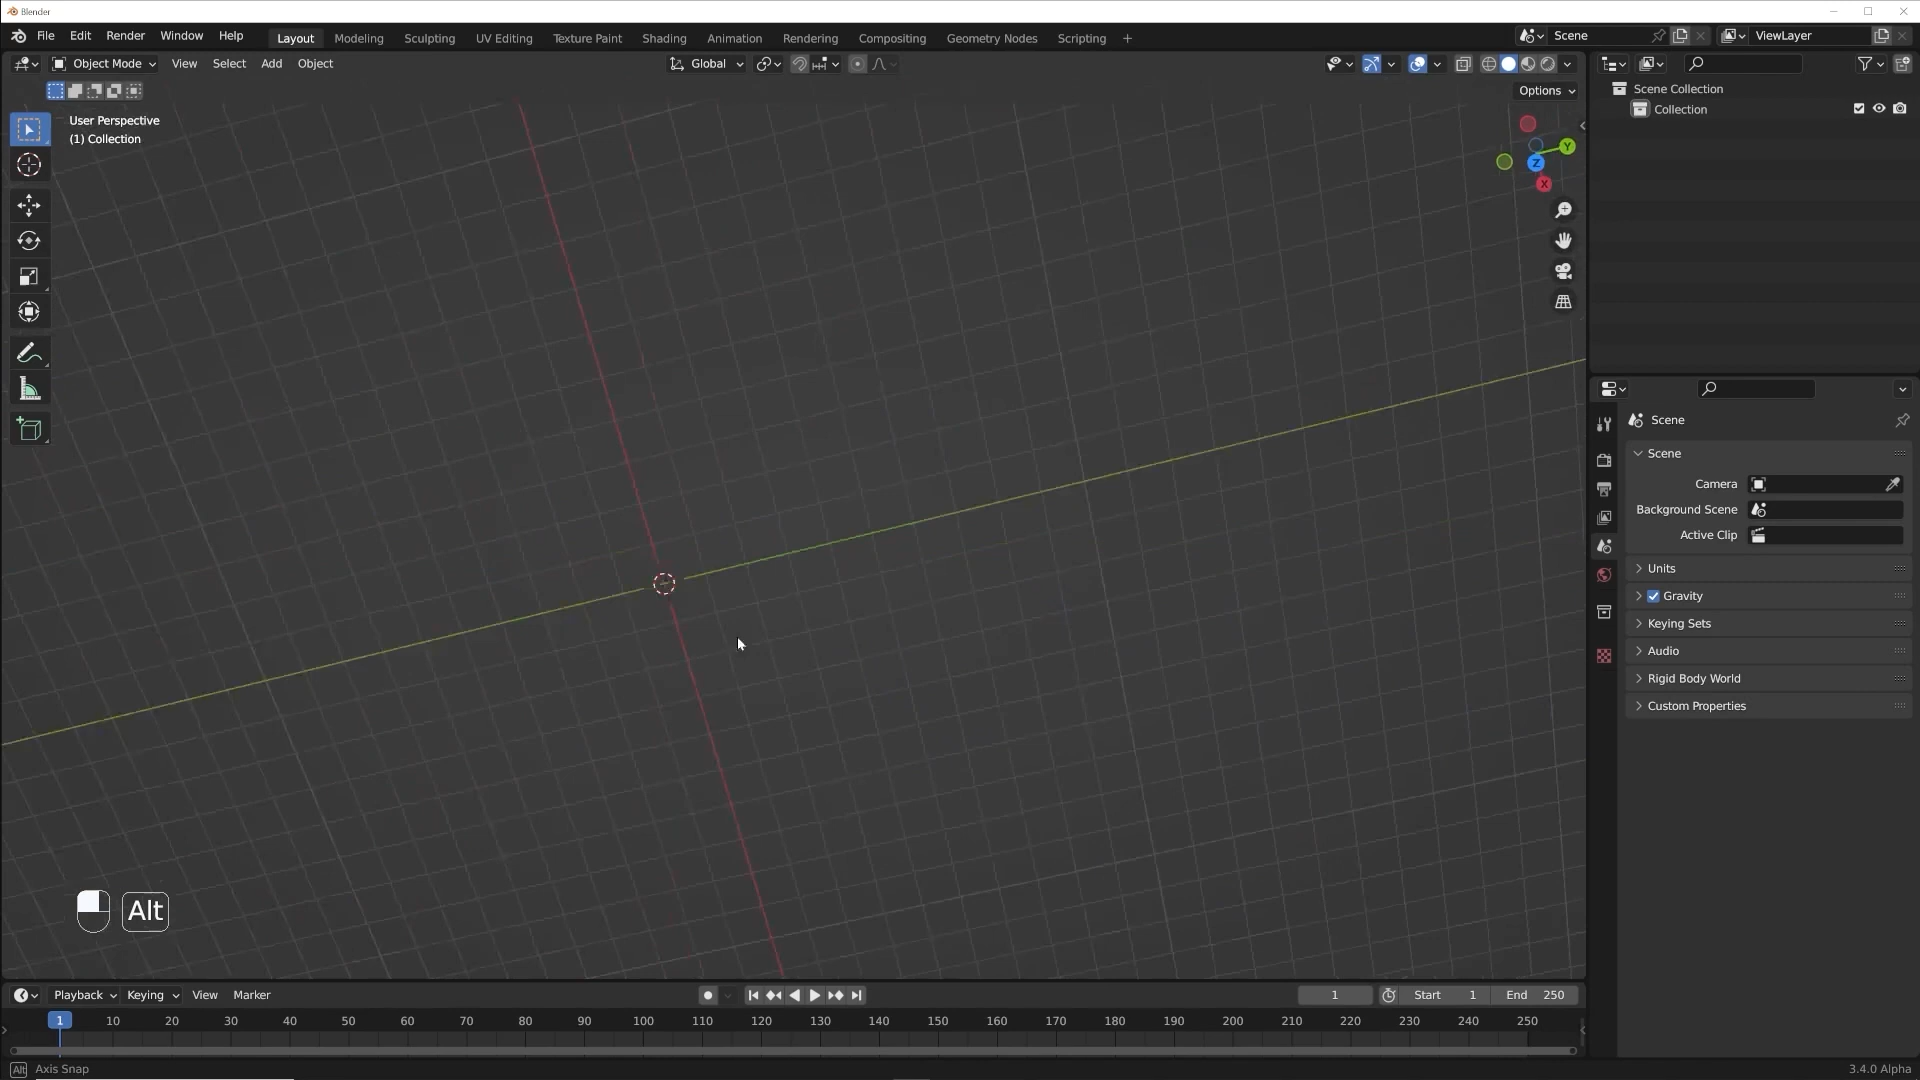 Blender
File Edit Render Window Help Layout Modeling Sculpting UV Editing Texture Paint Shading Animation Rendering Compositing Geometry Nodes Scripting + Scene ViewLayer
Object Mode View Select Add Object Global
Options
User Perspective
(1) Collection
Y
Z
X
Scene Collection
Collection
Scene
Scene
Camera
Background Scene
Active Clip
Units
Gravity
Keying Sets
Audio
Rigid Body World
Custom Properties
Alt
Playback Keying View Marker 1 Start 1 End 250
1 10 20 30 40 50 60 70 80 90 100 110 120 130 140 150 160 170 180 190 200 210 220 230 240 250
Alt Axis Snap 3.4.0 Alpha